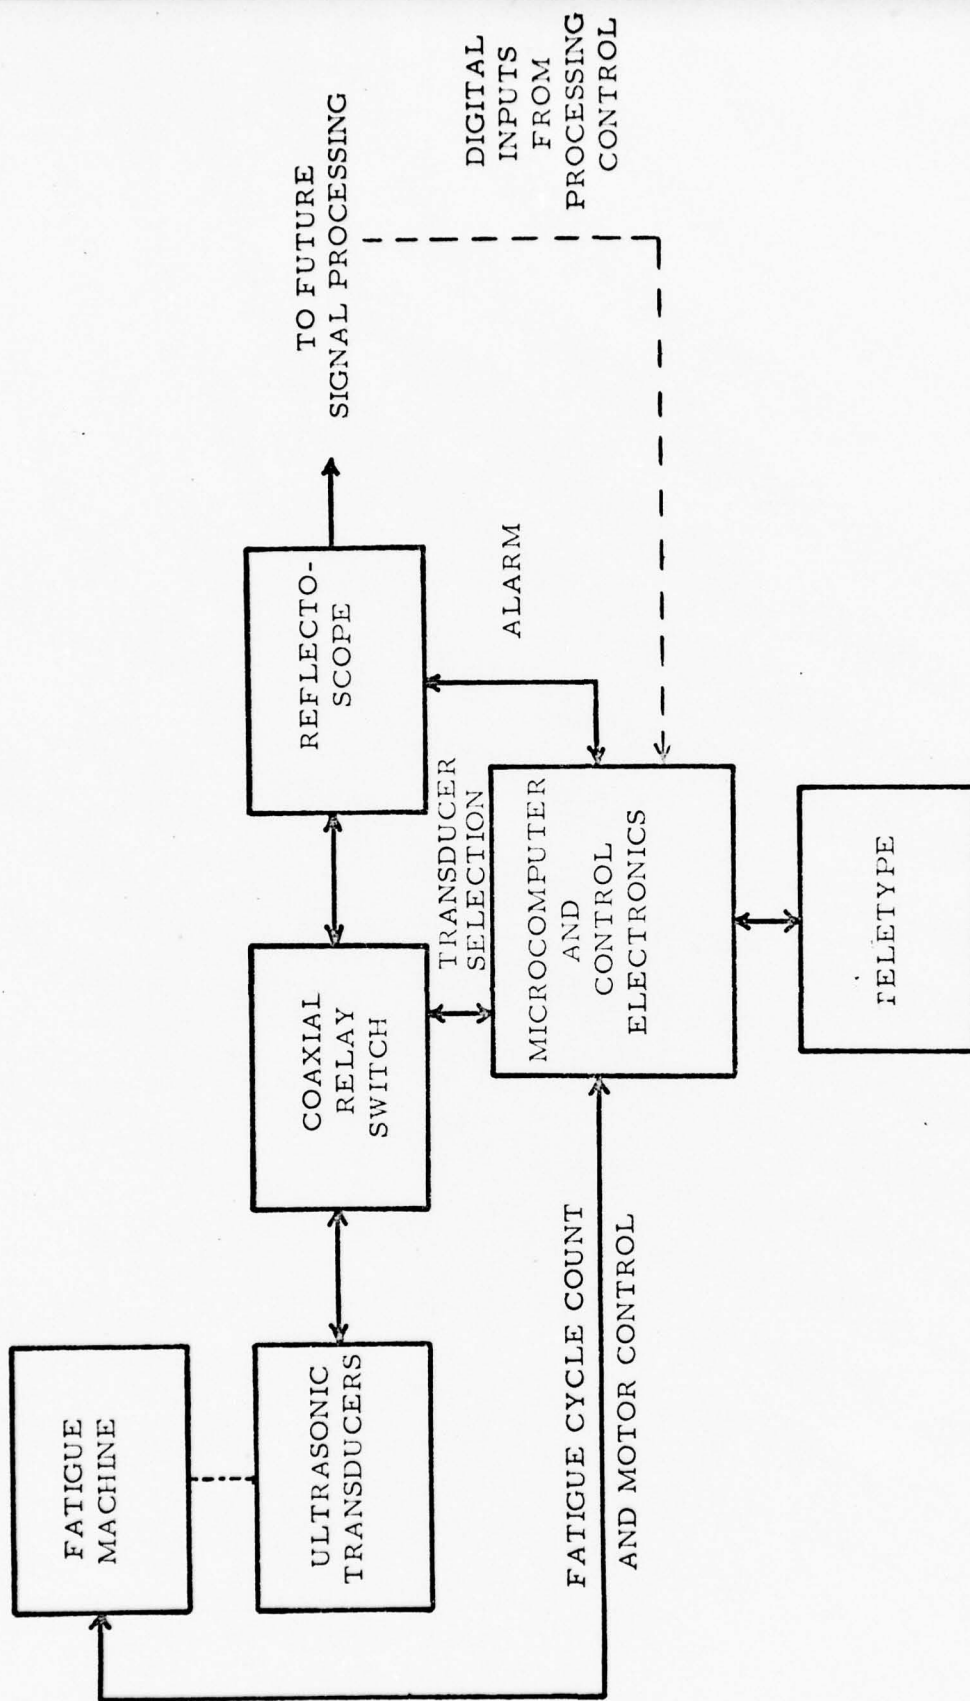 FATIGUE
MACHINE
ULTRASONIC
TRANSDUCERS
COAXIAL
RELAY
SWITCH
REFLECTO-
SCOPE
TO FUTURE
SIGNAL PROCESSING
TRANSDUCER
SELECTION
ALARM
DIGITAL
INPUTS
FROM
PROCESSING
CONTROL
FATIGUE CYCLE COUNT
AND MOTOR CONTROL
MICROCOMPUTER
AND
CONTROL
ELECTRONICS
TELETYPE